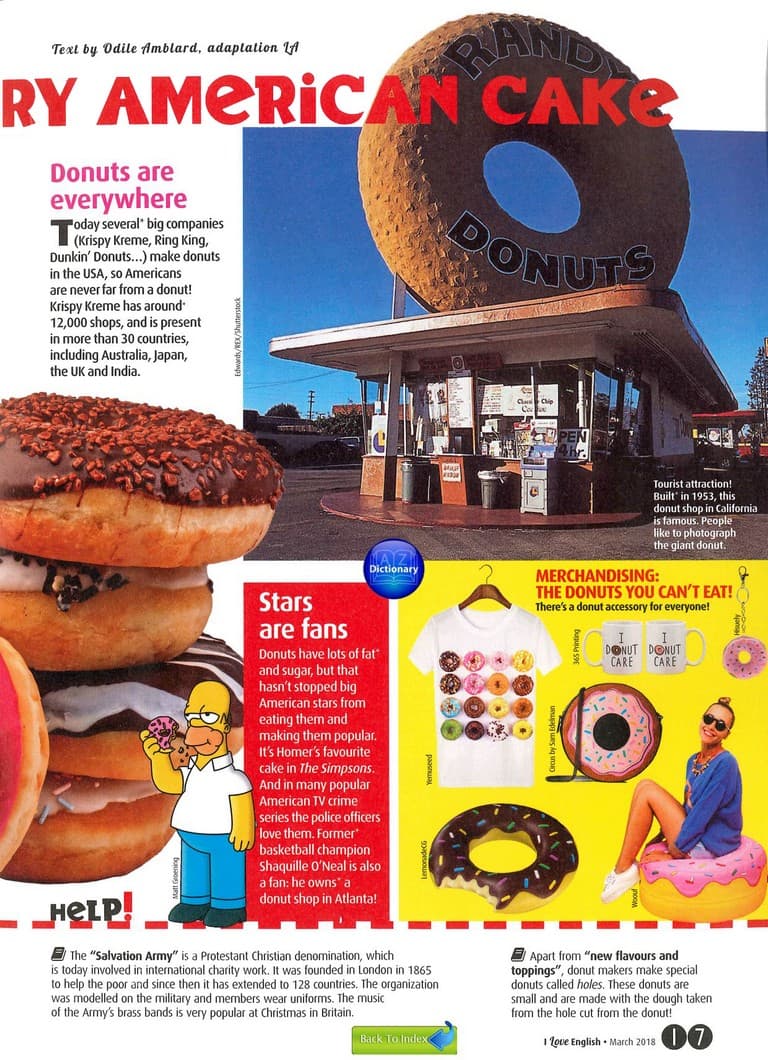 Text by Odile Amblard, adaptation LA
RY AMERICAN CAKE
Donuts are
everywhere
Today several* big companies
(Krispy Kreme, Ring King,
Dunkin' Donuts...) make donuts
in the USA, so Americans
are never far from a donut!
Krispy Kreme has around*
12,000 shops, and is present
in more than 30 countries,
including Australia, Japan,
the UK and India.
Edwards/REX/Shutterstock
RANDY
DONUTS
OPEN
Tourist attraction!
Built* in 1953, this
donut shop in California
is famous. People
like to photograph
the giant donut.
A Z
Dictionary
Stars
are fans
Donuts have lots of fat*
and sugar, but that
hasn't stopped big
American stars from
eating them and
making them popular.
It's Homer's favourite
cake in The Simpsons.
And in many popular
American TV crime
series the police officers
love them. Former*
basketball champion
Shaquille O'Neal is also
a fan: he owns* a
donut shop in Atlanta!
Matt Groening
MERCHANDISING:
THE DONUTS YOU CAN'T EAT!
There's a donut accessory for everyone!
365 Printing
I
DONUT
CARE
I
DONUT
CARE
Yemuseed
Circus by Sam Edelman
LemonadeCG
Woouf
HELP!
The "Salvation Army" is a Protestant Christian denomination, which
is today involved in international charity work. It was founded in London in 1865
to help the poor and since then it has extended to 128 countries. The organization
was modelled on the military and members wear uniforms. The music
of the Army's brass bands is very popular at Christmas in Britain.
Apart from "new flavours and
toppings", donut makers make special
donuts called holes. These donuts are
small and are made with the dough taken
from the hole cut from the donut!
I Love English • March 2018 17
Back To Index